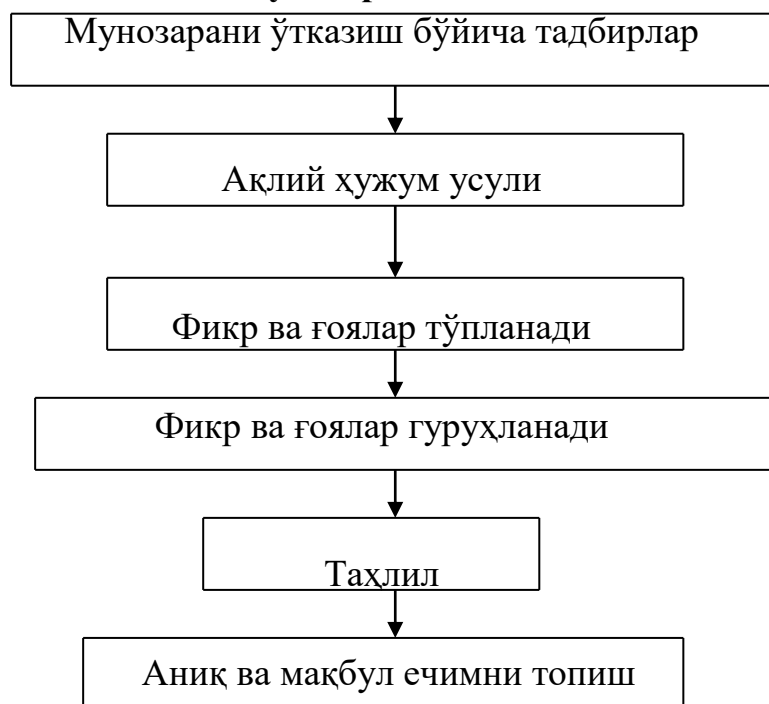 Мунозарани ўтказиш бўйича тадбирлар
Ақлий ҳужум усули
Фикр ва ғоялар тўпланади
Фикр ва ғоялар гуруҳланади
Таҳлил
Аниқ ва мақбул ечимни топиш